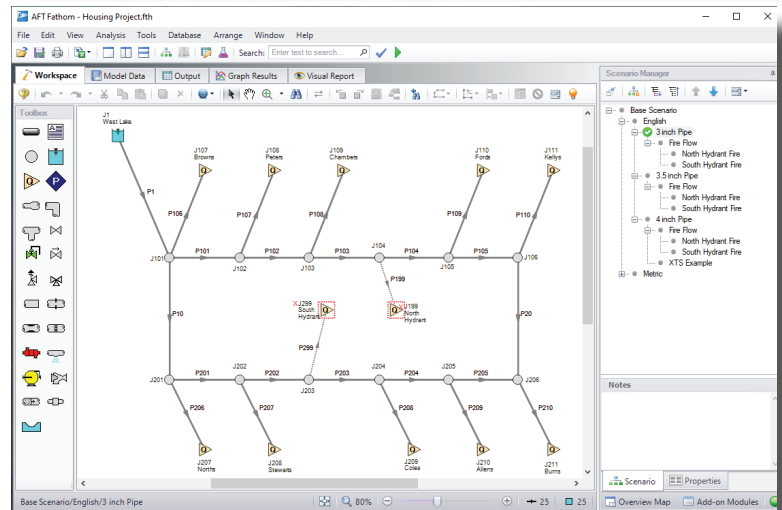 AFT Fathom - Housing Project.fth
File Edit View Analysis Tools Database Arrange Window Help
Search: Enter text to search...
Workspace Model Data Output Graph Results Visual Report
Toolbox
J1
West Lake
J107
Browns
J108
Peters
J109
Chambers
J110
Fords
J111
Kellys
P1
P106
P107
P108
P109
P110
J104
P101
P102
P103
P104
P105
J101
J102
J103
J105
J106
P199
XJ299
South
Hydrant
J199
North
Hydrant
P10
P20
P299
J202
J204
J205
P201
P202
P203
P204
P205
J201
J203
J206
P206
P207
P208
P209
P210
J207
Norths
J208
Stewarts
J209
Coles
J210
Allens
J211
Burns
Scenario Manager
Base Scenario
English
3 inch Pipe
Fire Flow
North Hydrant Fire
South Hydrant Fire
3.5 inch Pipe
Fire Flow
North Hydrant Fire
South Hydrant Fire
4 inch Pipe
Fire Flow
North Hydrant Fire
South Hydrant Fire
XTS Example
Metric
Notes
Scenario Properties
Base Scenario/English/3 inch Pipe
80%
25
25
Overview Map Add-on Modules